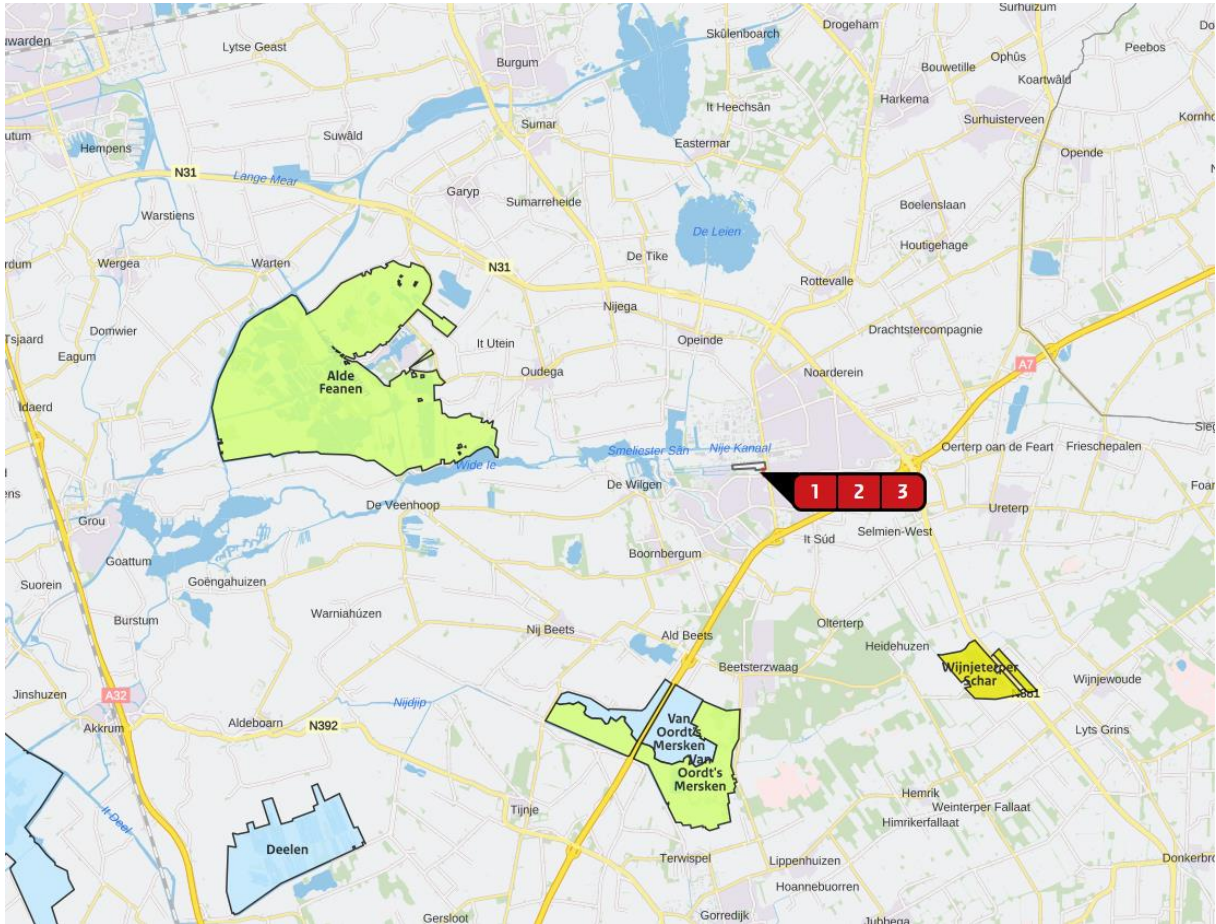 Drogeham
Surhuizum
Skûlenboarch
Do
uwarden
Lytse Geast
Peebos
Ophûs
Burgum
Bouwetille
Koartwâld
It Heechsân
Harkema
Surhuisterveen
Kornho
Sumar
utum
Suwâld
Hempens
Eastermar
Opende
N31
Lange Mear
Garyp
Sumarreheide
Boelenslaan
Warstiens
De Leien
Houtigehage
rdum
Wergea
Warten
De Tike
N31
Rottevalle
Nijega
Domwier
Drachtstercompagnie
Tsjaard
It Utein
Opeinde
Eagum
A7
Oudega
Noarderein
Alde
Feanen
Idaerd
Sieg
Smeliester Sân
Nije Kanaal
Oerterp oan de Feart
Frieschepalen
Wide Ie
De Wilgen
1 2 3
Foar
ens
De Veenhoop
Ureterp
Grou
Selmien-West
It Súd
Boornbergum
Goattum
Suorein
Goëngahuizen
Warniahúzen
Burstum
Olterterp
Nij Beets
Ald Beets
Heidehuzen
Beetsterzwaag
Wijnjeterper
Schar
Wijnjewoude
Jinshuzen
A32
Nijdjip
Akkrum
Aldeboarn
N392
Van
Oordt's
Mersken
Lyts Grins
Van
Oordt's
Mersken
Hemrik
Weinterper Fallaat
Tijnje
Himrikerfallaat
It Deel
Deelen
Terwispel
Lippenhuizen
Donkerbro
Hoannebuorren
Gersloot
Gorredijk
Jubbega